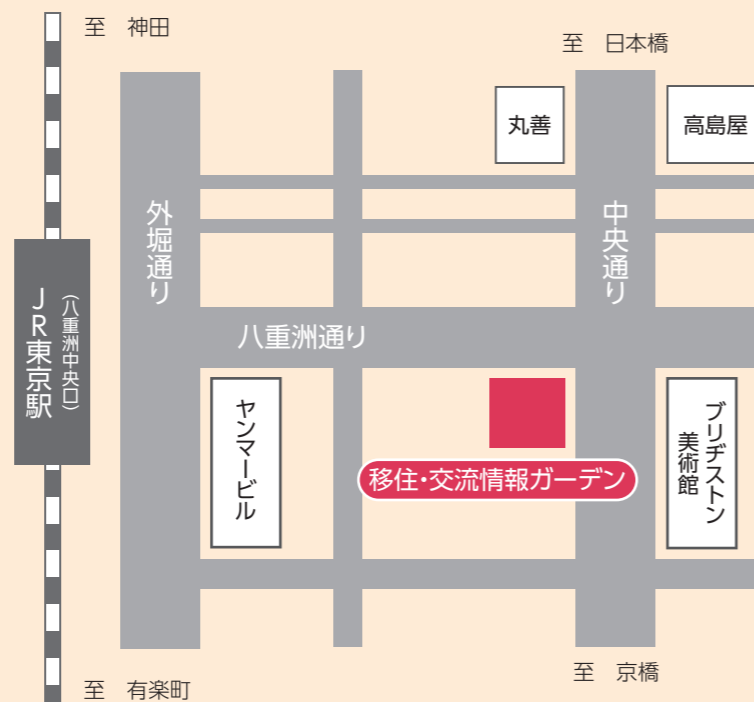 至　神田
至　日本橋
丸善
高島屋
外堀通り
中央通り
JR東京駅
（八重洲中央口）
八重洲通り
ヤンマービル
移住・交流情報ガーデン
ブリヂストン
美術館
至　有楽町
至　京橋